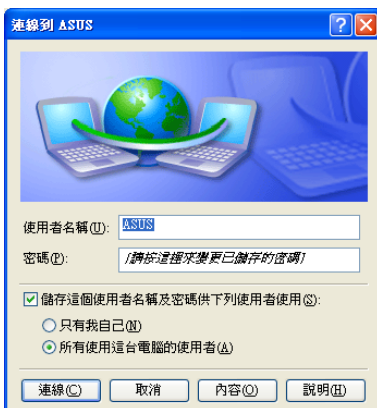 連線到 ASUS
使用者名稱(U): ASUS
密碼(P): [請按這裡來變更已儲存的密碼]
儲存這個使用者名稱及密碼供下列使用者使用(S):
只有我自己(N)
所有使用這台電腦的使用者(A)
連線(C) 取消 內容(O) 說明(H)